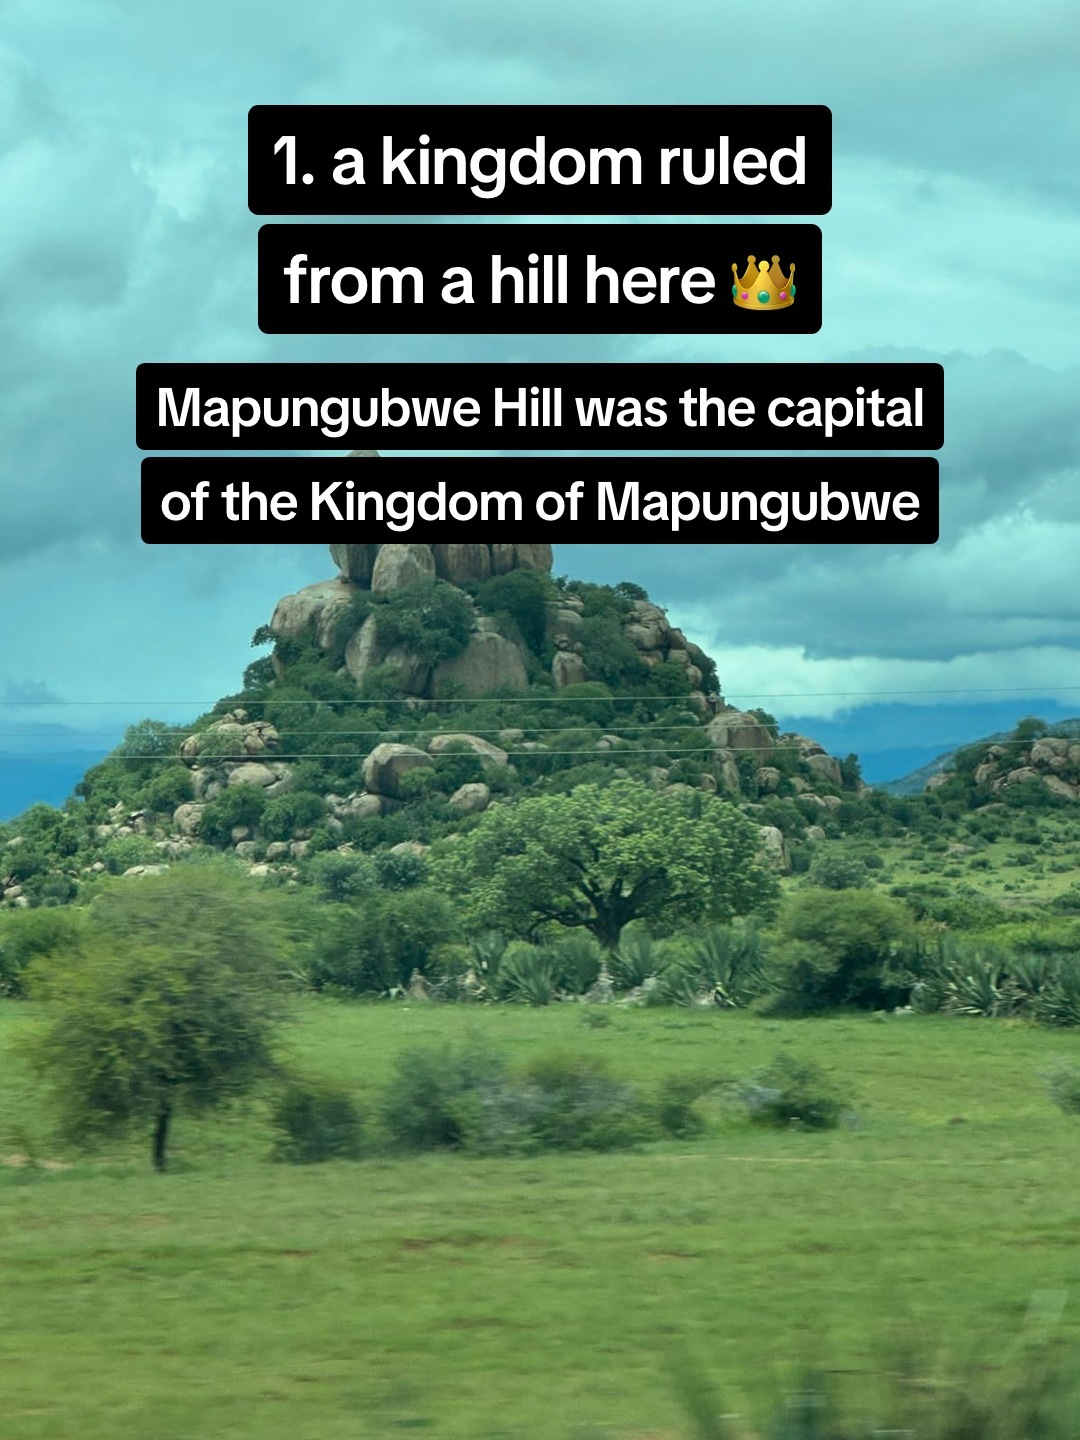 1. a kingdom ruled
from a hill here 👑
Mapungubwe Hill was the capital
of the Kingdom of Mapungubwe